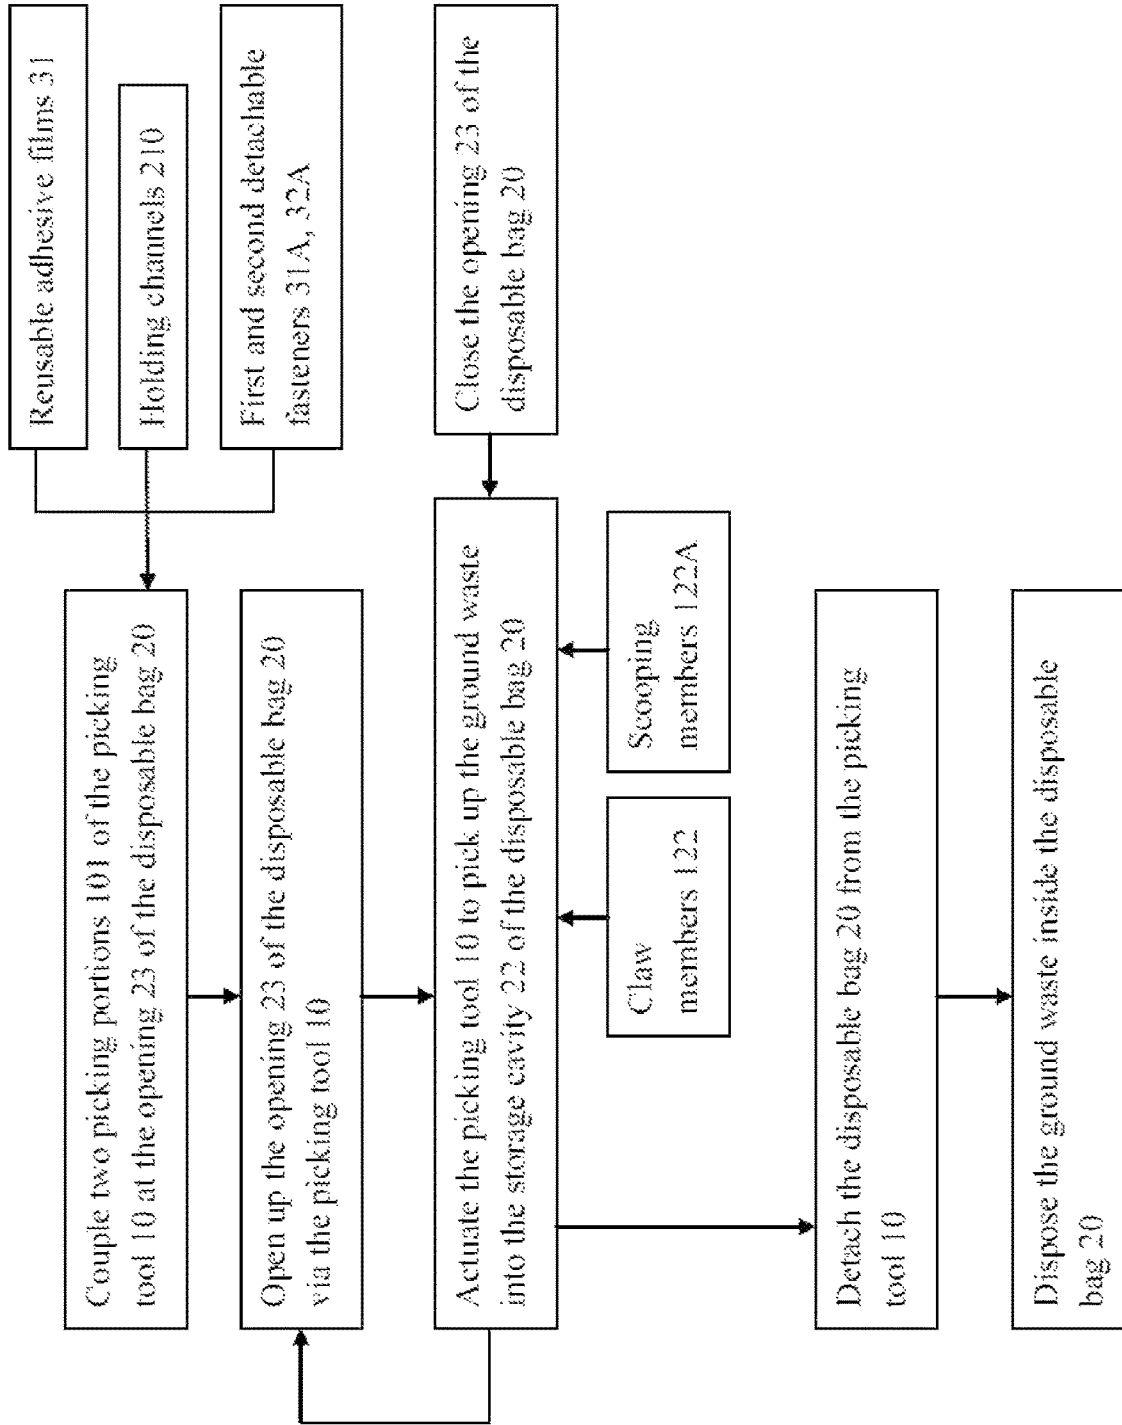 Reusable adhesive films 31
Holding channels 210
First and second detachable
fasteners 31A, 32A
Couple two picking portions 101 of the picking
tool 10 at the opening 23 of the disposable bag 20
Open up the opening 23 of the disposable bag 20
via the picking tool 10
Close the opening 23 of the
disposable bag 20
Actuate the picking tool 10 to pick up the ground waste
into the storage cavity 22 of the disposable bag 20
Claw
members 122
Scooping
members 122A
Detach the disposable bag 20 from the picking
tool 10
Dispose the ground waste inside the disposable
bag 20